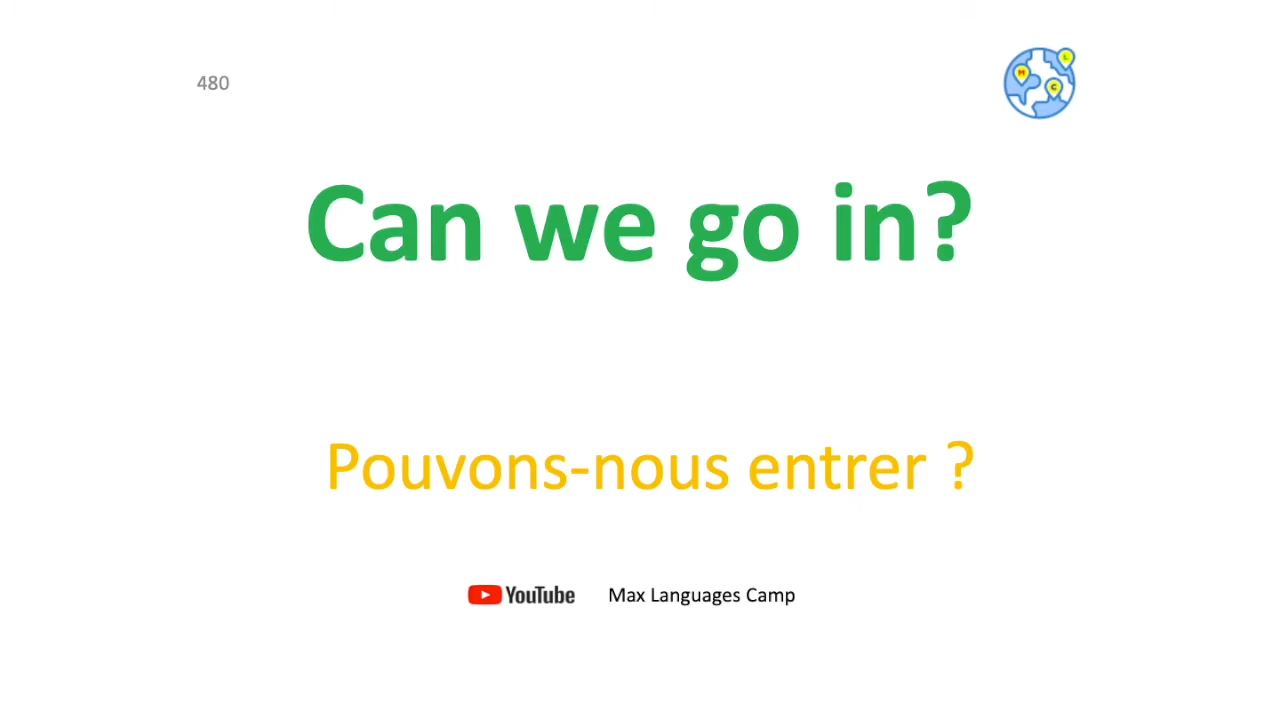 480
M
L
C
Can we go in?
Pouvons-nous entrer ?
YouTube Max Languages Camp